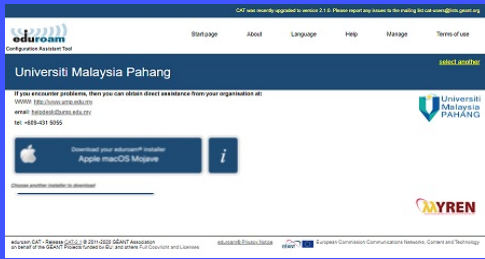 CAT was recently upgraded to version 2.1.0. Please report any issues to the mailing list cat-users@lists.geant.org
eduroam
Configuration Assistant Tool
Start page About Language Help Manage Terms of use
select another
Universiti Malaysia Pahang
If you encounter problems, then you can obtain direct assistance from your organisation at:
WWW: http://www.ump.edu.my
email: helpdesk@ump.edu.my
tel: +609-431 5055
Universiti
Malaysia
PAHANG
Download your eduroam® installer
Apple macOS Mojave
i
Choose another installer to download
MYREN
eduroam CAT - Release CAT-2.1 © 2011-2020 GÉANT Association
on behalf of the GÉANT Projects funded by EU; and others Full Copyright and Licenses
eduroam® Privacy Notice
GÉANT
European Commission Communications Networks, Content and Technology